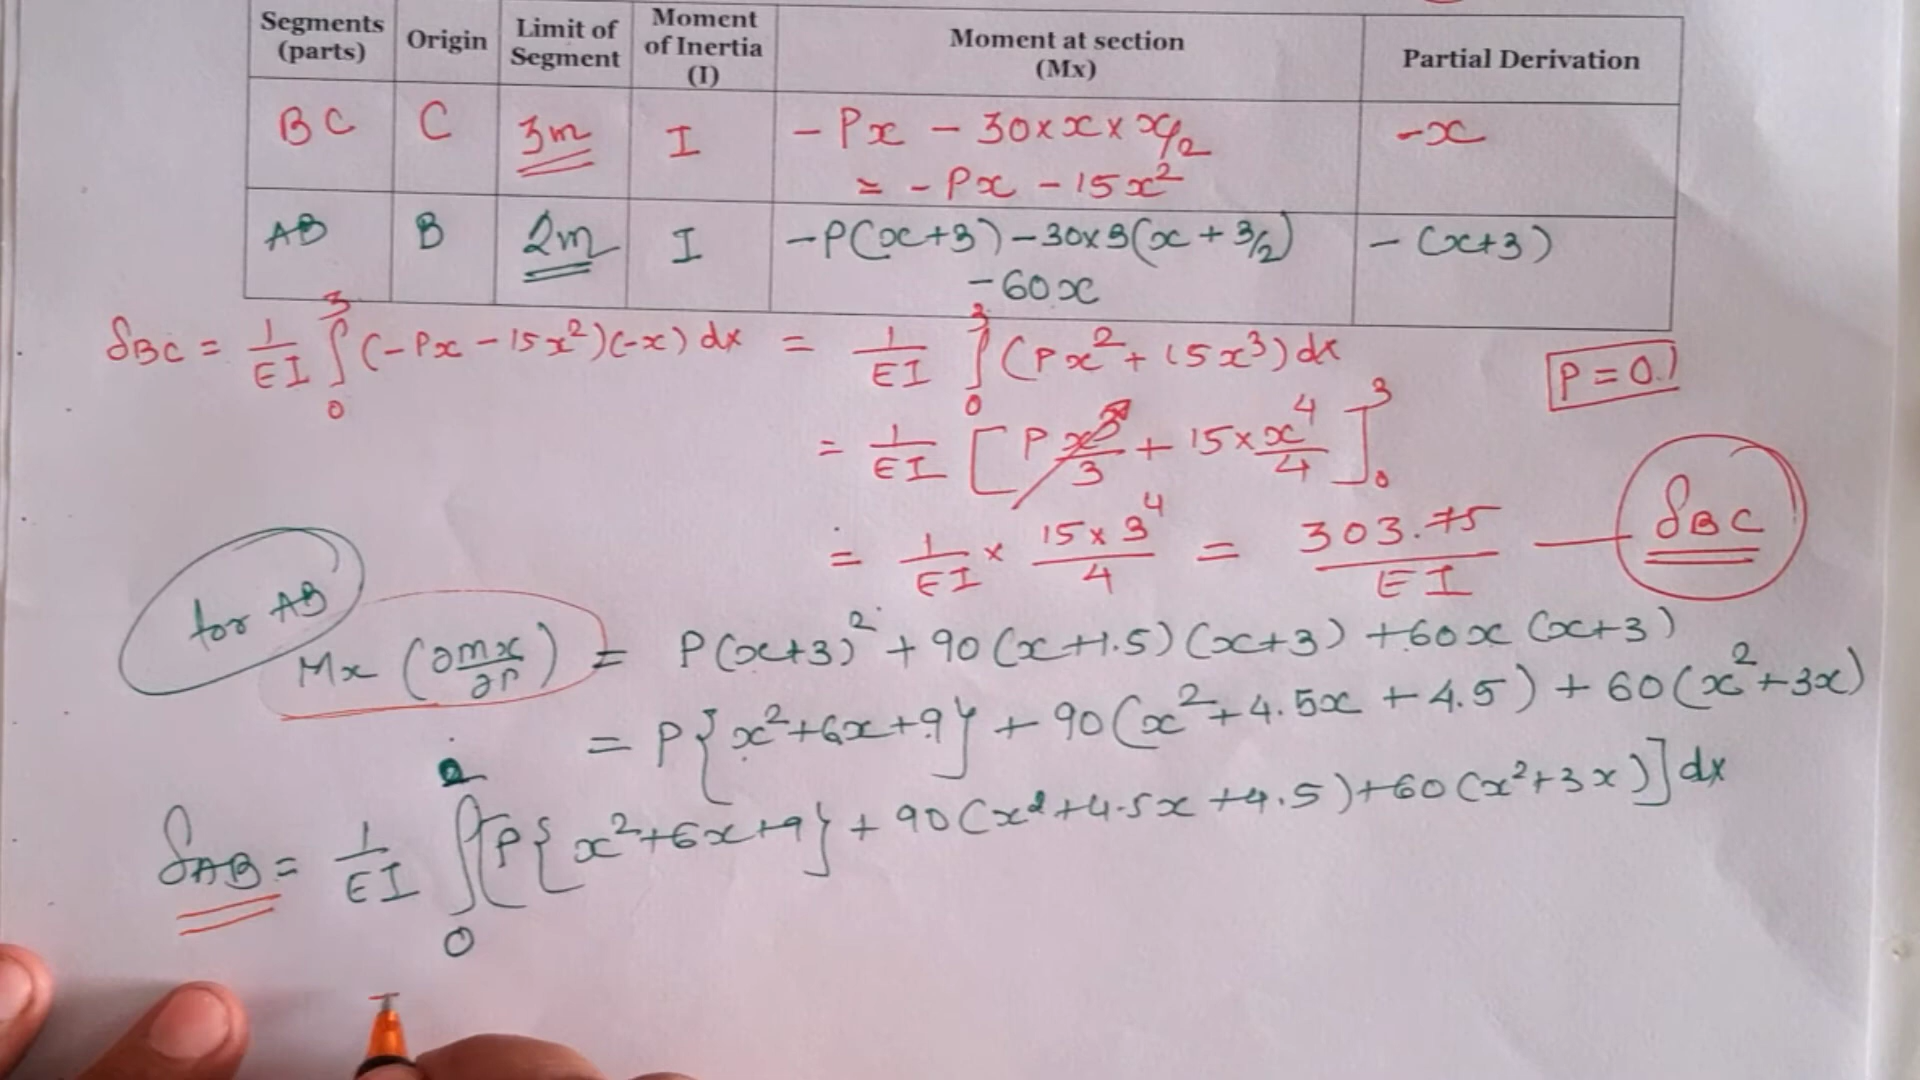 Segments (parts) | Origin | Limit of Segment | Moment of Inertia (I) | Moment at section (Mx) | Partial Derivation
BC | C | 3m | I | -Px - 30×x×x/2 = -Px - 15x² | -x
AB | B | 2m | I | -P(x+3) - 30×3(x+3/2) - 60x | -(x+3)
δBC = 1/EI ∫₀³ (-Px - 15x²)(-x) dx = 1/EI ∫₀³ (Px² + 15x³) dx
P = 0.
= 1/EI [P x³/3 + 15 × x⁴/4]₀³
= 1/EI × 15×3⁴/4 = 303.75/EI — δBC
for AB
Mx (∂Mx/∂P) = P(x+3)² + 90(x+1.5)(x+3) + 60x(x+3)
= P{x²+6x+9} + 90(x²+4.5x+4.5) + 60(x²+3x)
δAB = 1/EI ∫₀² [P{x²+6x+9} + 90(x²+4.5x+4.5)+60(x²+3x)] dx